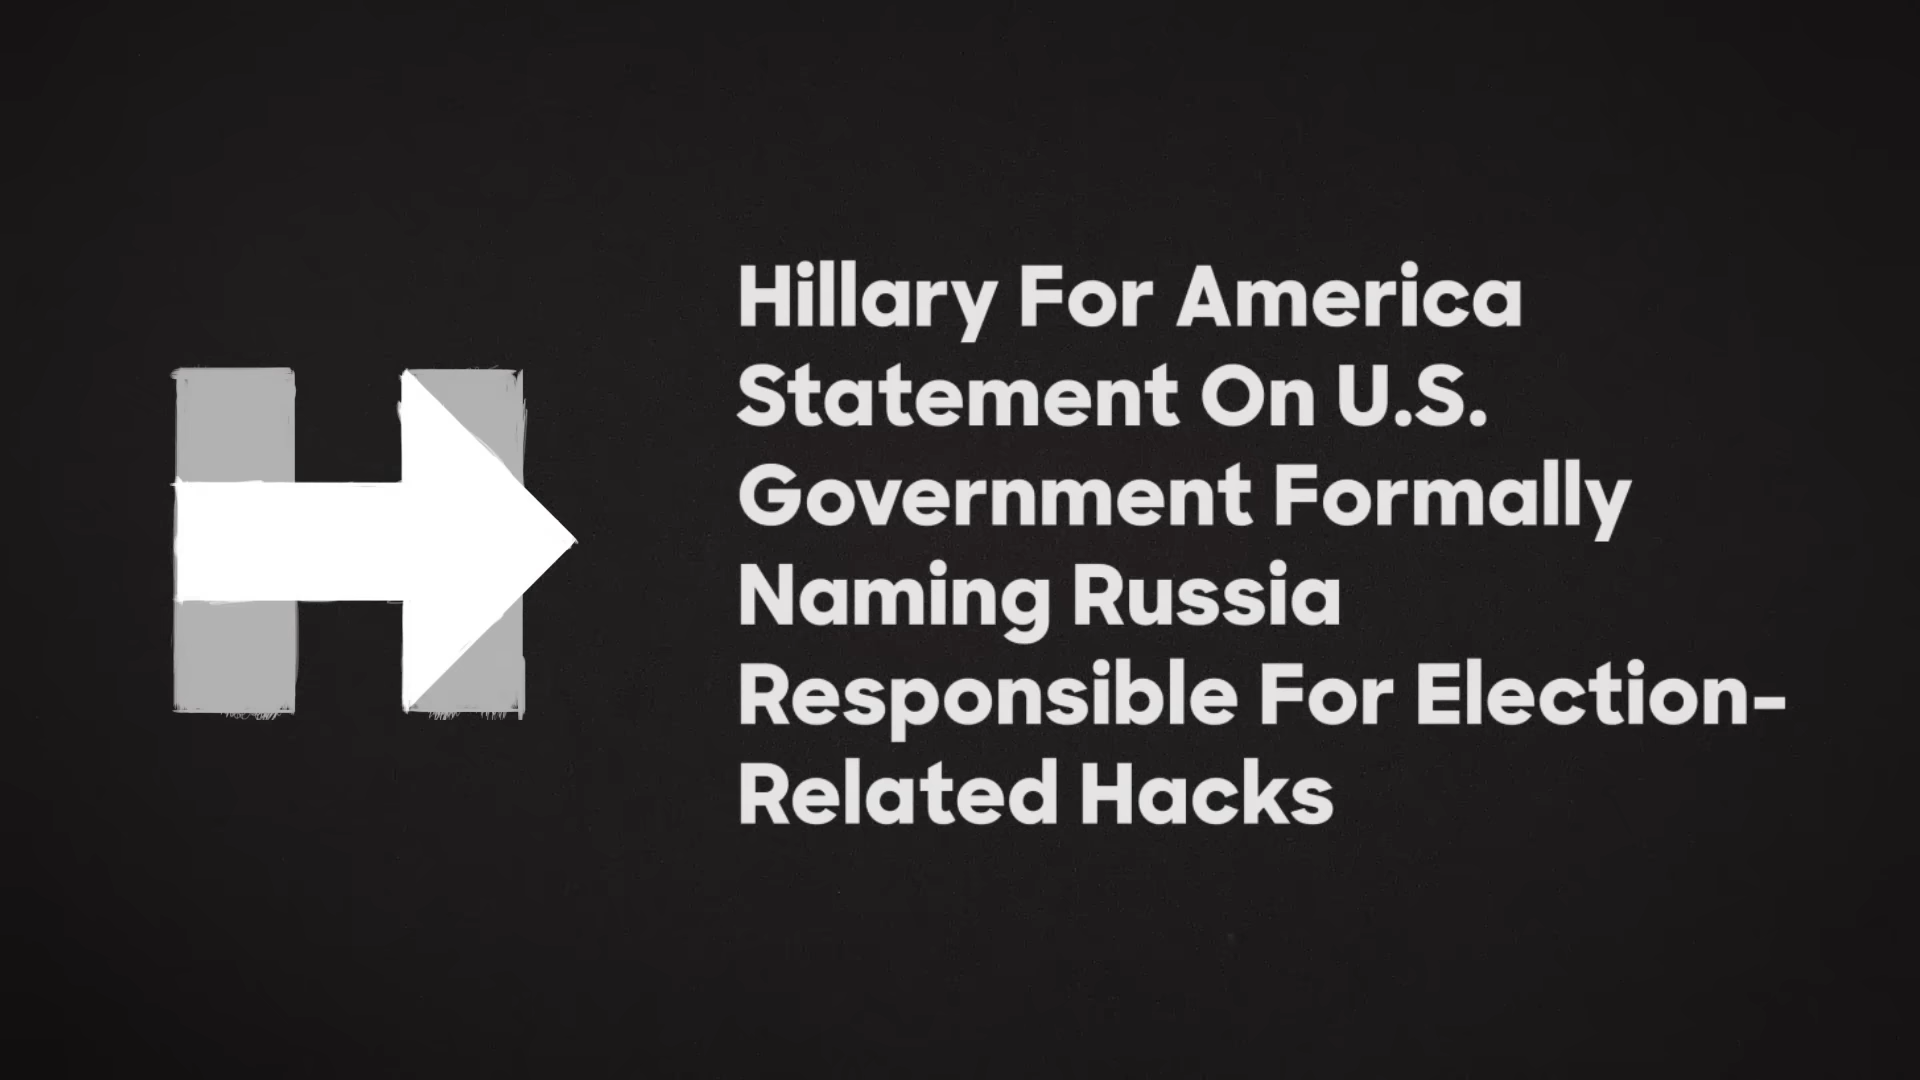 Hillary For America
Statement On U.S.
Government Formally
Naming Russia
Responsible For Election-
Related Hacks